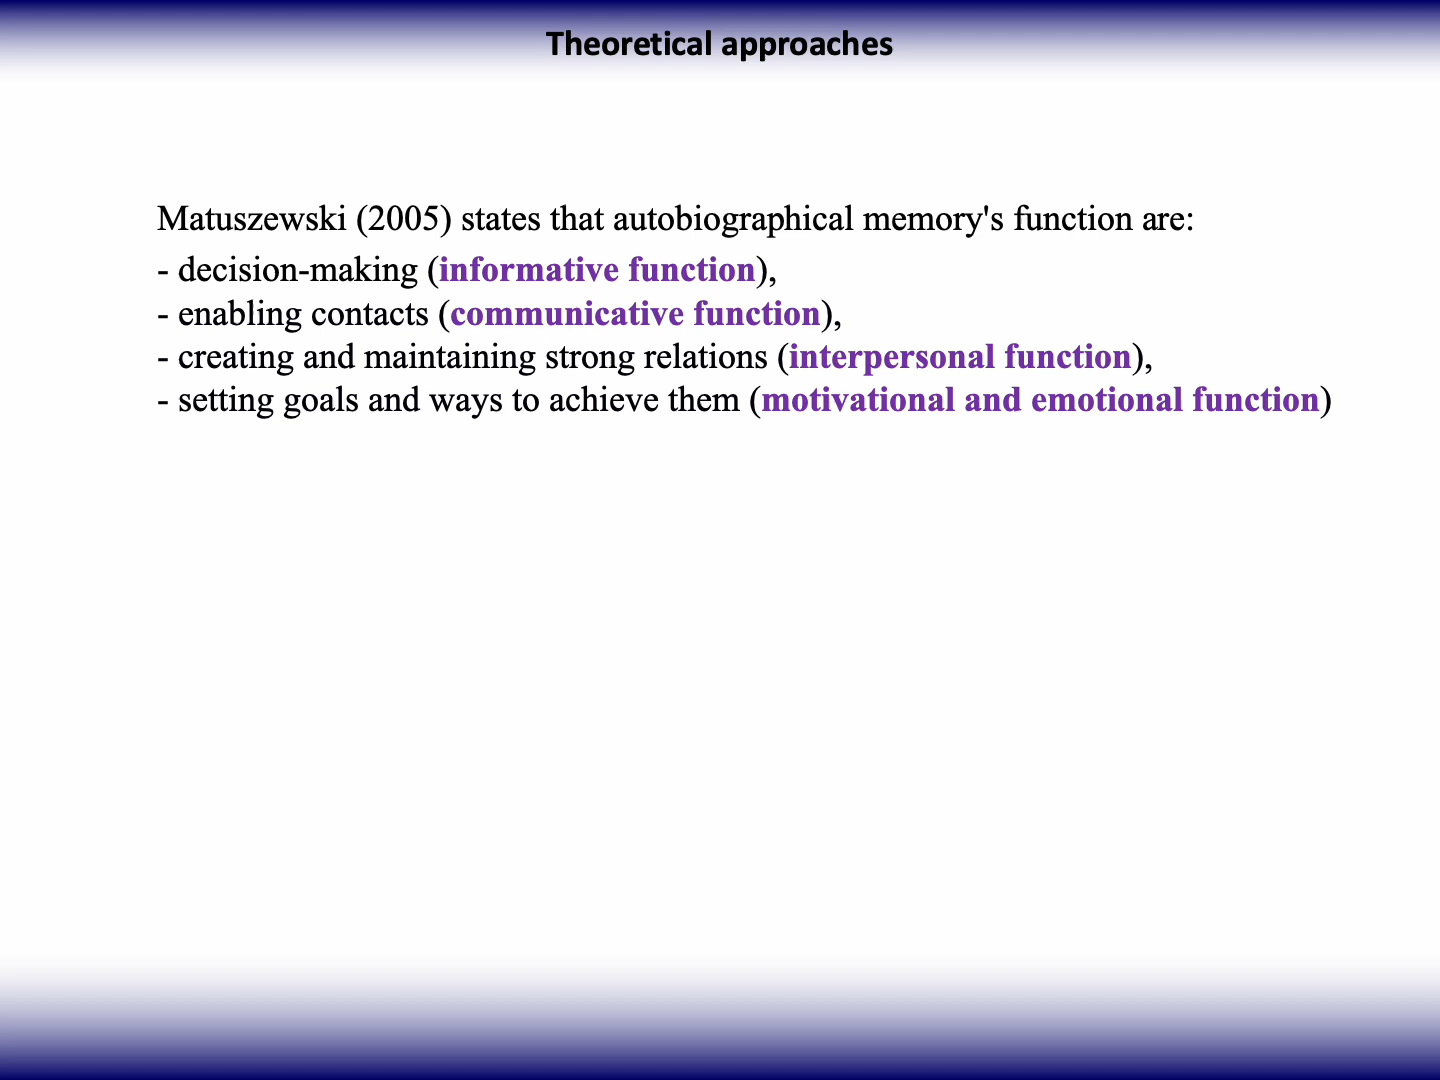 Theoretical approaches
Matuszewski (2005) states that autobiographical memory's function are:
- decision-making (informative function),
- enabling contacts (communicative function),
- creating and maintaining strong relations (interpersonal function),
- setting goals and ways to achieve them (motivational and emotional function)